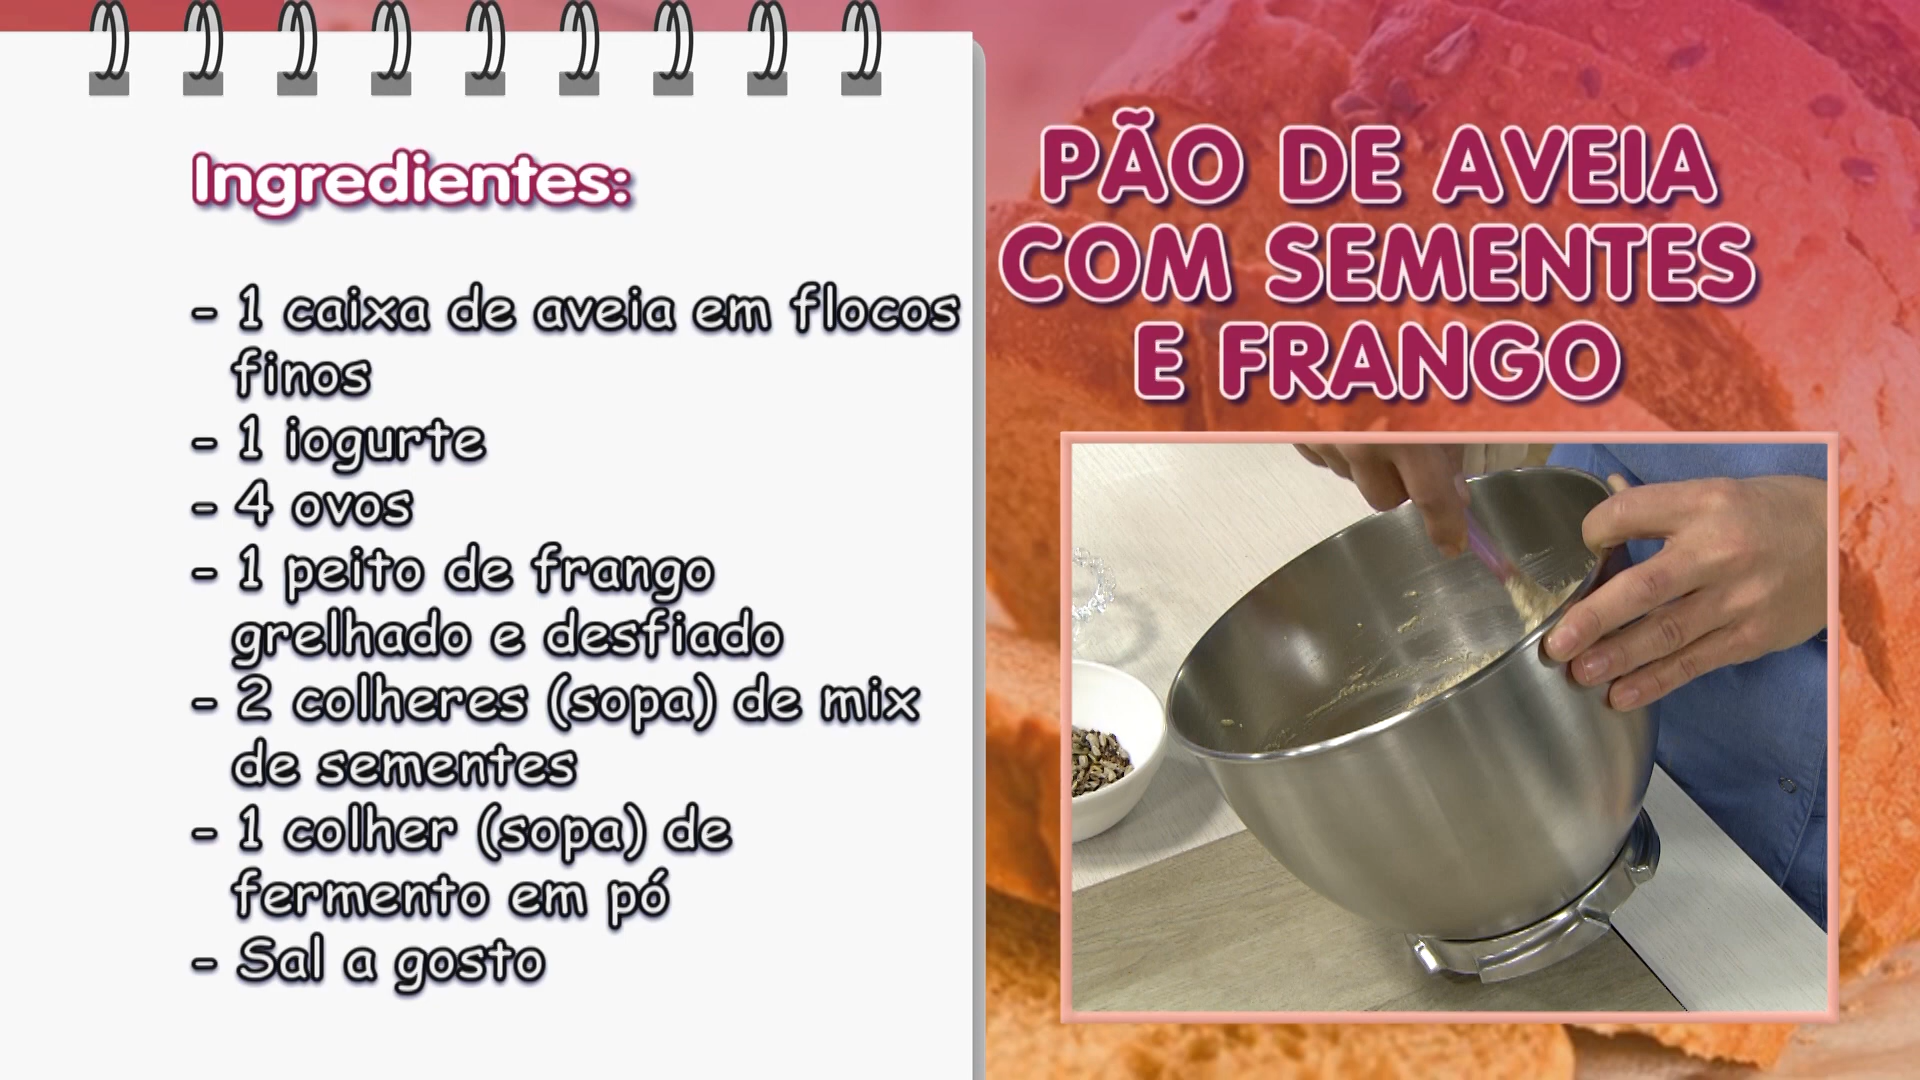 Ingredientes:
- 1 caixa de aveia em flocos
finos
- 1 iogurte
- 4 ovos
- 1 peito de frango
grelhado e desfiado
- 2 colheres (sopa) de mix
de sementes
- 1 colher (sopa) de
fermento em pó
- Sal a gosto
PÃO DE AVEIA
COM SEMENTES
E FRANGO